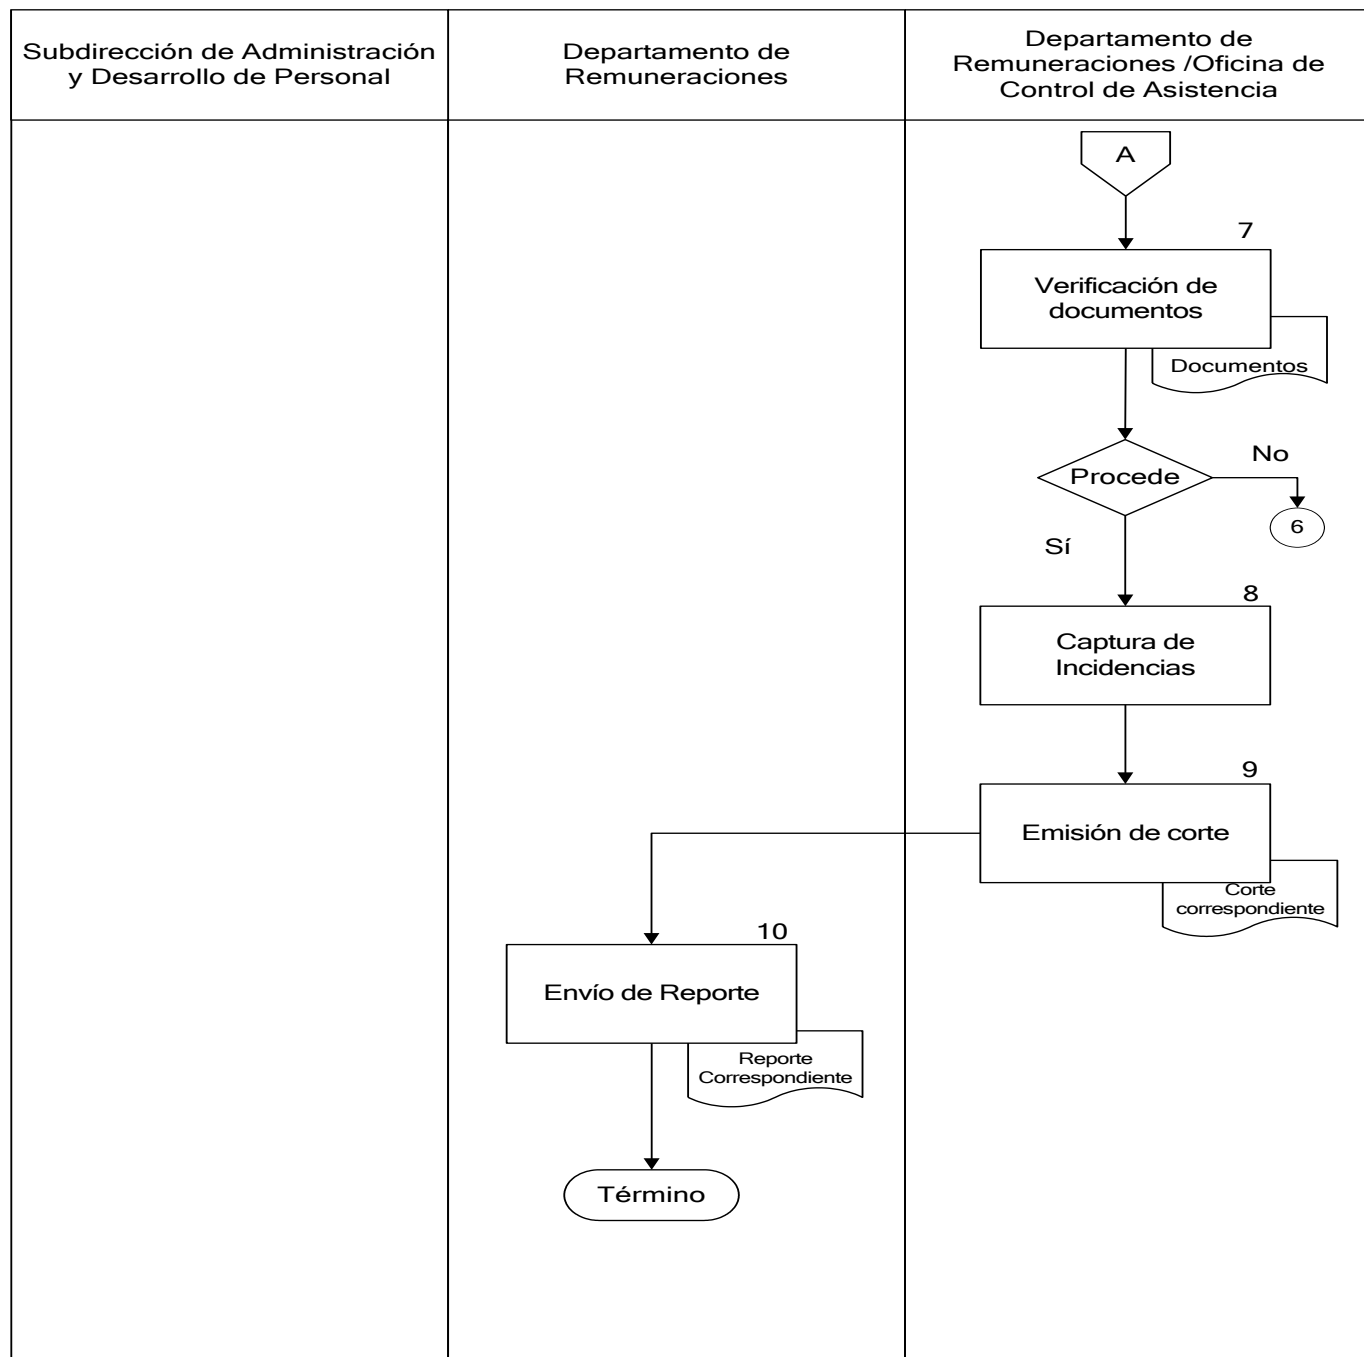 Subdirección de Administración
y Desarrollo de Personal
Departamento de
Remuneraciones
Departamento de
Remuneraciones /Oficina de
Control de Asistencia
A
7
Verificación de
documentos
Documentos
Procede
No
6
Sí
8
Captura de
Incidencias
9
Emisión de corte
Corte
correspondiente
10
Envío de Reporte
Reporte
Correspondiente
Término